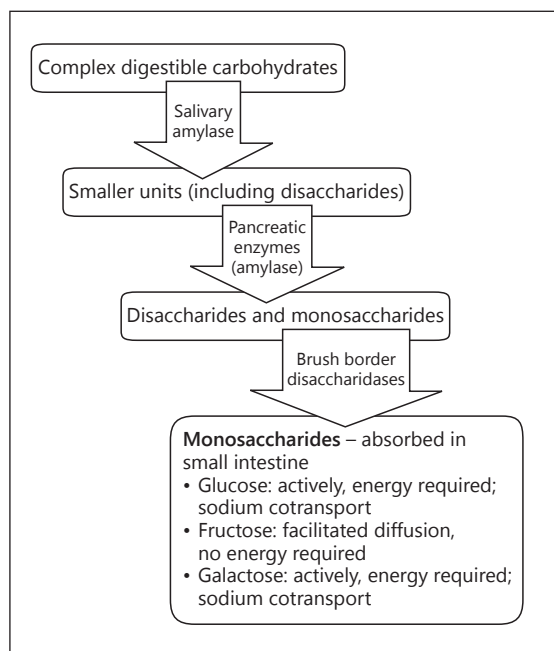 Complex digestible carbohydrates
Salivary
amylase
Smaller units (including disaccharides)
Pancreatic
enzymes
(amylase)
Disaccharides and monosaccharides
Brush border
disaccharidases
Monosaccharides – absorbed in
small intestine
• Glucose: actively, energy required;
sodium cotransport
• Fructose: facilitated diffusion,
no energy required
• Galactose: actively, energy required;
sodium cotransport